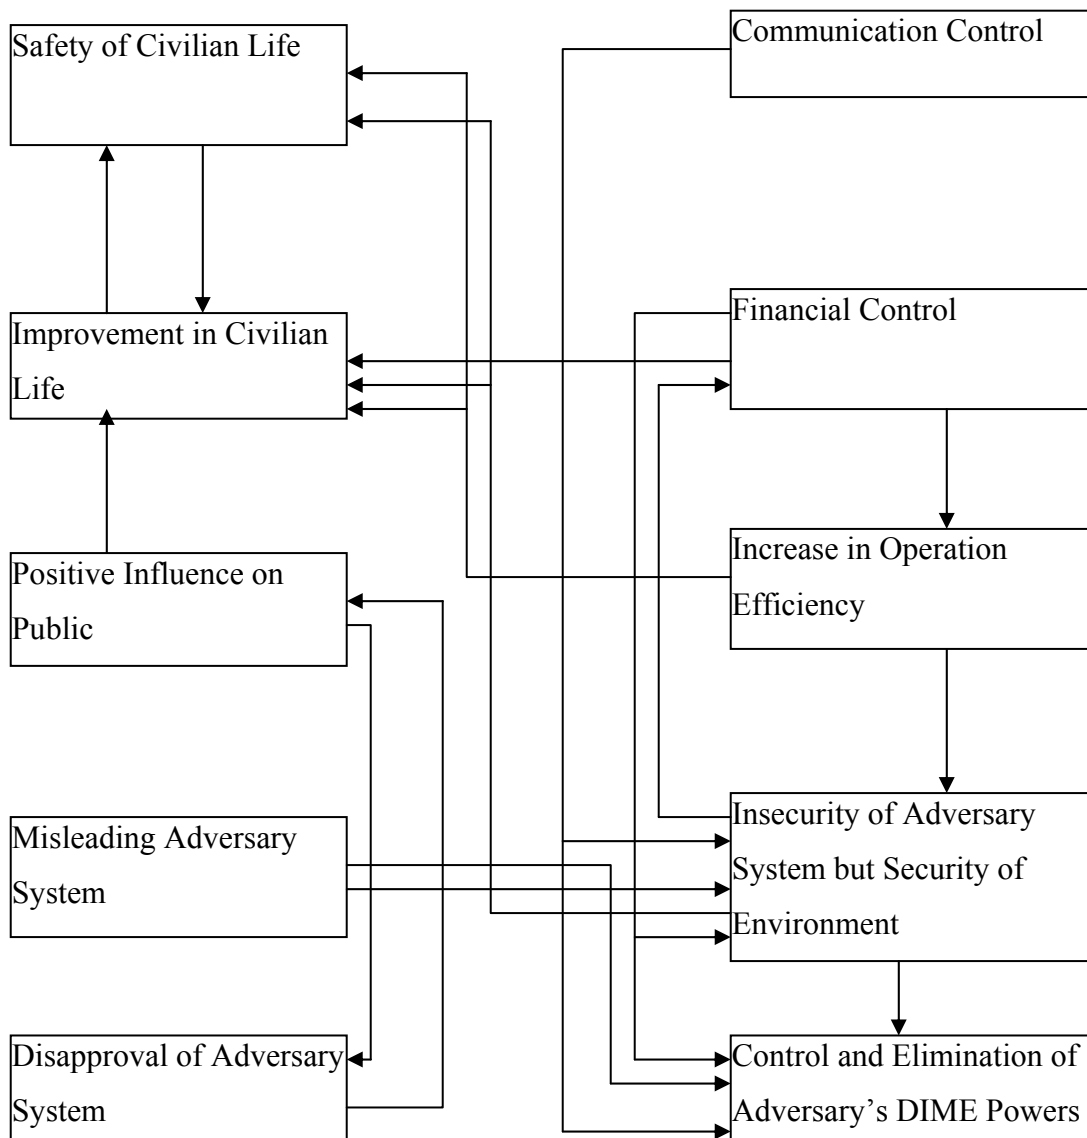 Safety of Civilian Life
Communication Control
Improvement in Civilian
Life
Financial Control
Positive Influence on
Public
Increase in Operation
Efficiency
Misleading Adversary
System
Insecurity of Adversary
System but Security of
Environment
Disapproval of Adversary
System
Control and Elimination of
Adversary’s DIME Powers